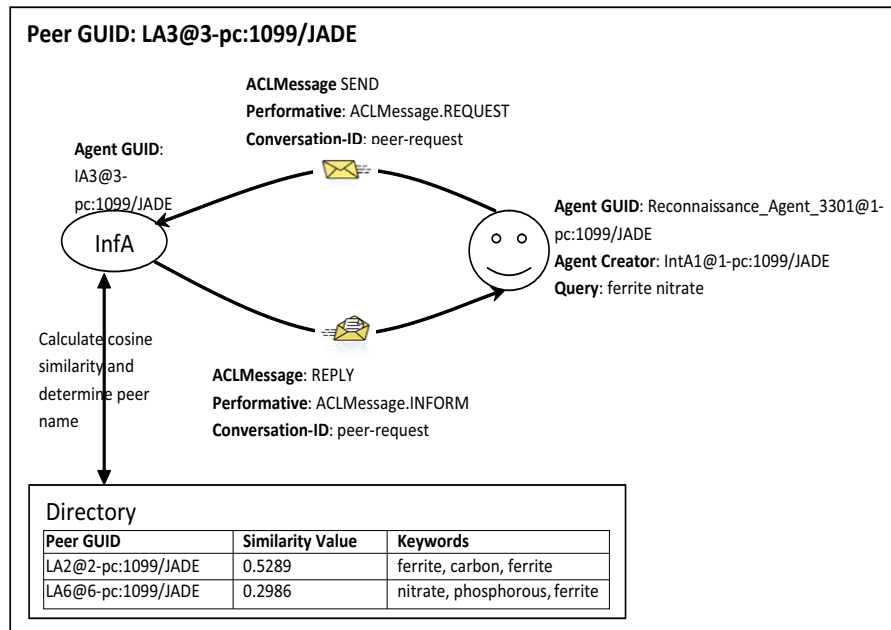 Peer GUID: LA3@3-pc:1099/JADE
ACLMessage SEND
Performative: ACLMessage.REQUEST
Conversation-ID: peer-request
Agent GUID:
IA3@3-
pc:1099/JADE
InfA
Agent GUID: Reconnaissance_Agent_3301@1-
pc:1099/JADE
Agent Creator: IntA1@1-pc:1099/JADE
Query: ferrite nitrate
Calculate cosine
similarity and
determine peer
name
ACLMessage: REPLY
Performative: ACLMessage.INFORM
Conversation-ID: peer-request
Directory
Peer GUID Similarity Value Keywords
LA2@2-pc:1099/JADE 0.5289 ferrite, carbon, ferrite
LA6@6-pc:1099/JADE 0.2986 nitrate, phosphorous, ferrite